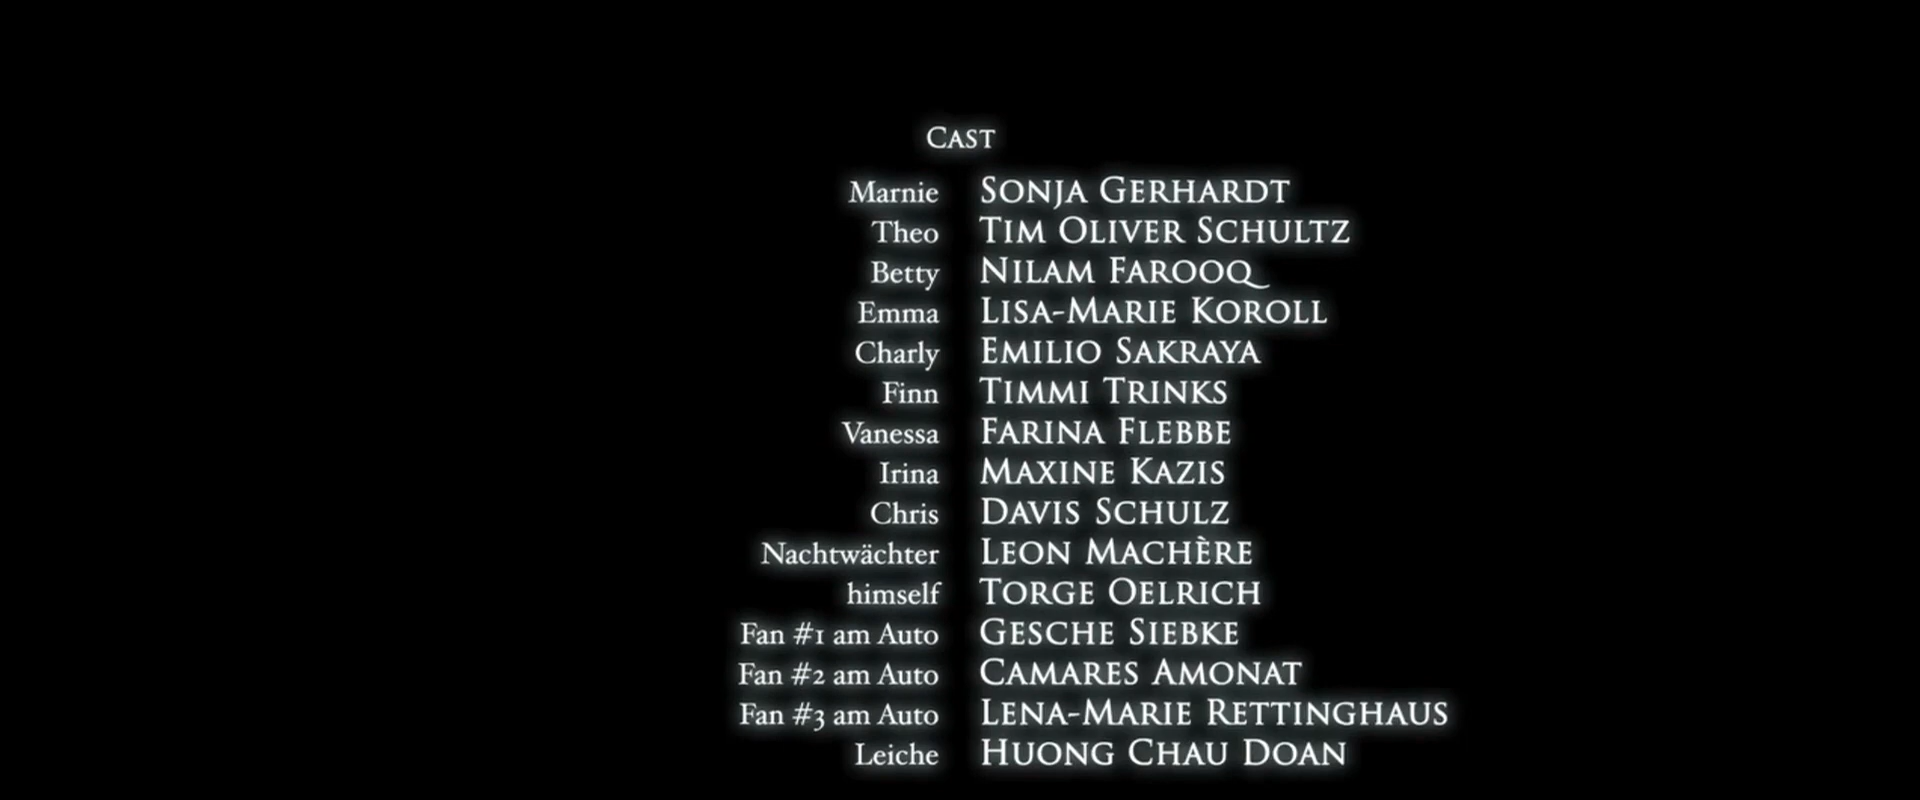 CAST
Marnie SONJA GERHARDT
Theo TIM OLIVER SCHULTZ
Betty NILAM FAROOQ
Emma LISA-MARIE KOROLL
Charly EMILIO SAKRAYA
Finn TIMMI TRINKS
Vanessa FARINA FLEBBE
Irina MAXINE KAZIS
Chris DAVIS SCHULZ
Nachtwächter LEON MACHÈRE
himself TORGE OELRICH
Fan #1 am Auto GESCHE SIEBKE
Fan #2 am Auto CAMARES AMONAT
Fan #3 am Auto LENA-MARIE RETTINGHAUS
Leiche HUONG CHAU DOAN